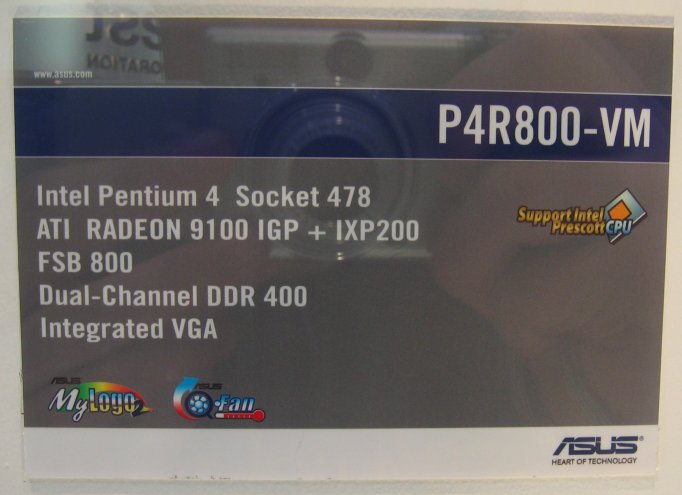 www.asus.com
P4R800-VM
Intel Pentium 4 Socket 478
ATI RADEON 9100 IGP + IXP200
FSB 800
Dual-Channel DDR 400
Integrated VGA
Support Intel
Prescott CPU
ASUS
MyLogo2
ASUS
Q-Fan
ASUS®
HEART OF TECHNOLOGY